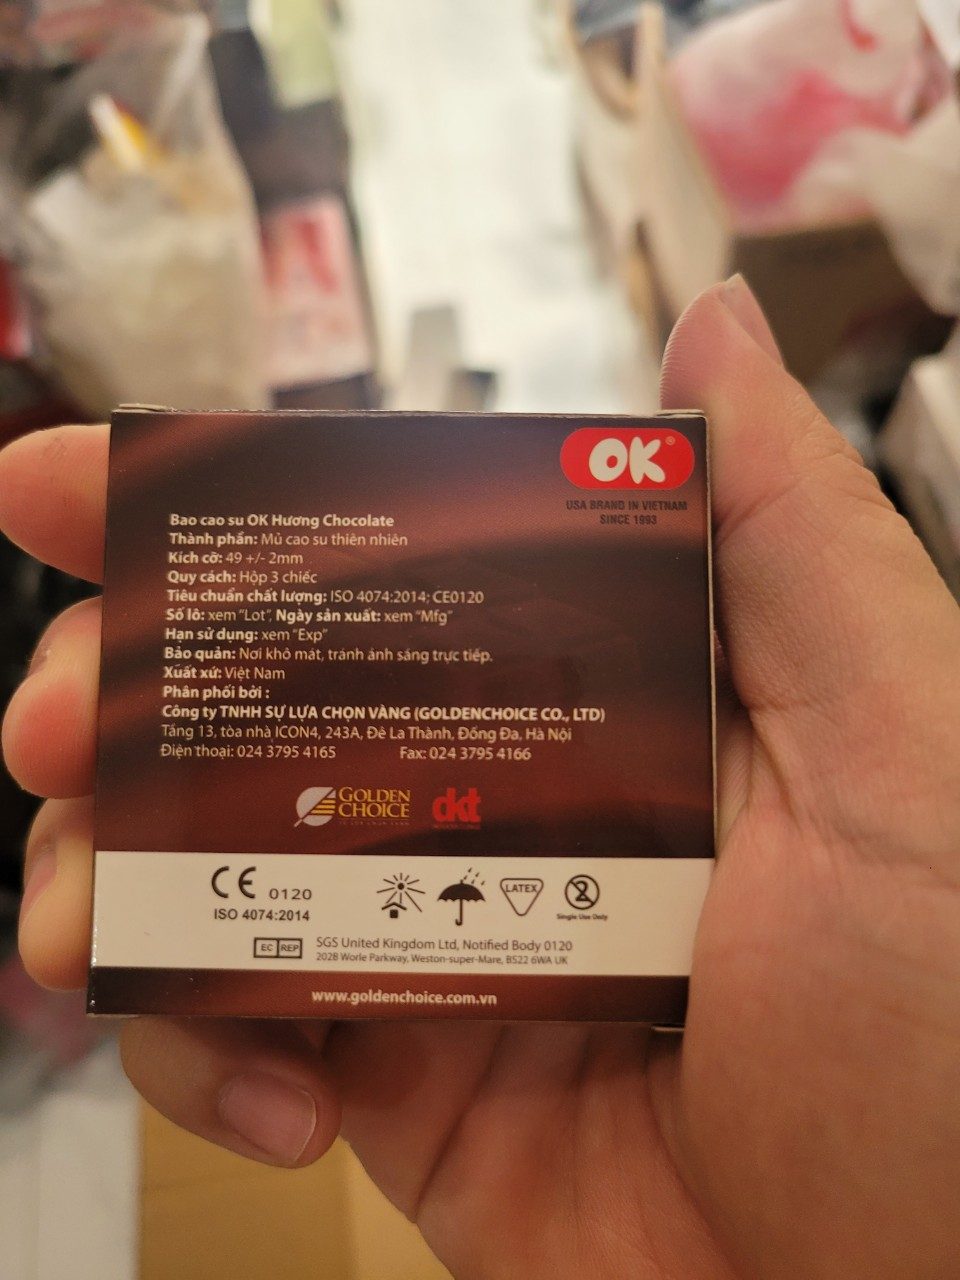 OK®
USA BRAND IN VIETNAM
SINCE 1993
Bao cao su OK Hương Chocolate
Thành phần: Mủ cao su thiên nhiên
Kích cỡ: 49 +/- 2mm
Quy cách: Hộp 3 chiếc
Tiêu chuẩn chất lượng: ISO 4074:2014; CE0120
Số lô: xem "Lot", Ngày sản xuất: xem "Mfg"
Hạn sử dụng: xem "Exp"
Bảo quản: Nơi khô mát, tránh ánh sáng trực tiếp.
Xuất xứ: Việt Nam
Phân phối bởi :
Công ty TNHH SỰ LỰA CHỌN VÀNG (GOLDENCHOICE CO., LTD)
Tầng 13, tòa nhà ICON4, 243A, Đê La Thành, Đống Đa, Hà Nội
Điện thoại: 024 3795 4165 Fax: 024 3795 4166
GOLDEN
CHOICE
dkt
CE 0120
ISO 4074:2014
LATEX
2
Single Use Only
EC REP
SGS United Kingdom Ltd, Notified Body 0120
202B Worle Parkway, Weston-super-Mare, BS22 6WA UK
www.goldenchoice.com.vn